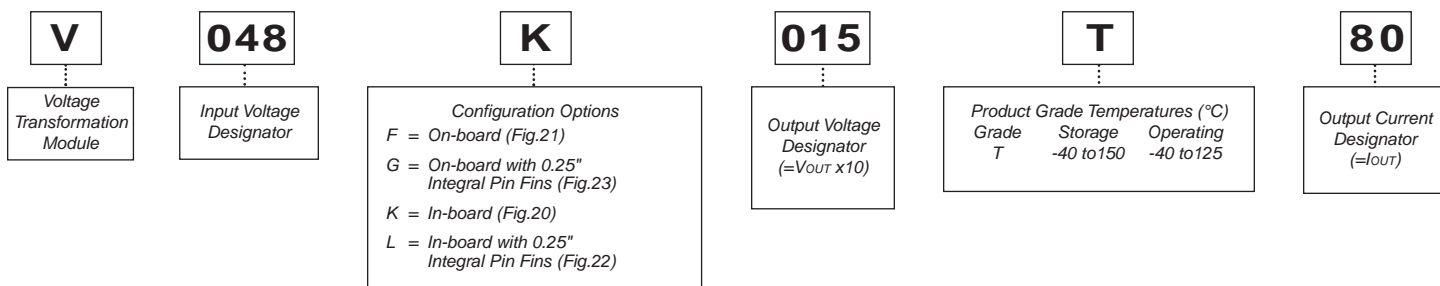 V
048
K
015
T
80
Voltage
Transformation
Module
Input Voltage
Designator
Configuration Options
F = On-board (Fig.21)
G = On-board with 0.25"
Integral Pin Fins (Fig.23)
K = In-board (Fig.20)
L = In-board with 0.25"
Integral Pin Fins (Fig.22)
Output Voltage
Designator
(=VOUT x10)
Product Grade Temperatures (°C)
Grade Storage Operating
T -40 to150 -40 to125
Output Current
Designator
(=IOUT)